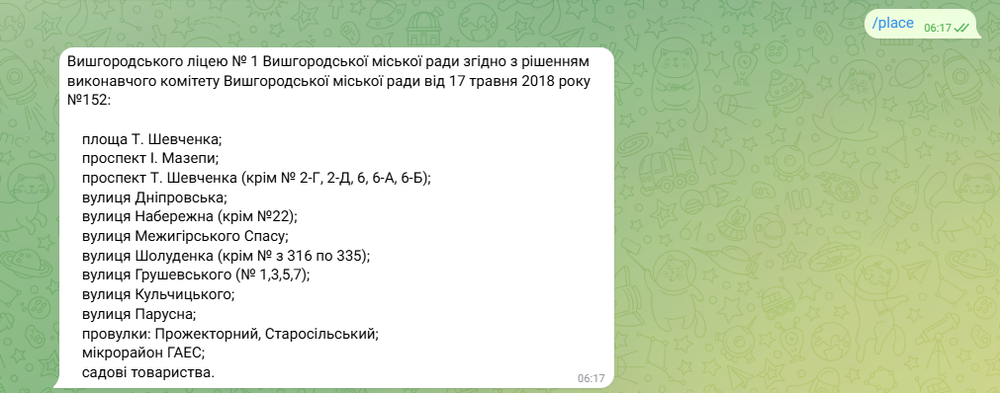 /place 06:17
Вишгородського ліцею № 1 Вишгородської міської ради згідно з рішенням
виконавчого комітету Вишгородської міської ради від 17 травня 2018 року
№152:
площа Т. Шевченка;
проспект І. Мазепи;
проспект Т. Шевченка (крім № 2-Г, 2-Д, 6, 6-А, 6-Б);
вулиця Дніпровська;
вулиця Набережна (крім №22);
вулиця Межигірського Спасу;
вулиця Шолуденка (крім № з 316 по 335);
вулиця Грушевського (№ 1,3,5,7);
вулиця Кульчицького;
вулиця Парусна;
провулки: Прожекторний, Старосільський;
мікрорайон ГАЕС;
садові товариства.
06:17